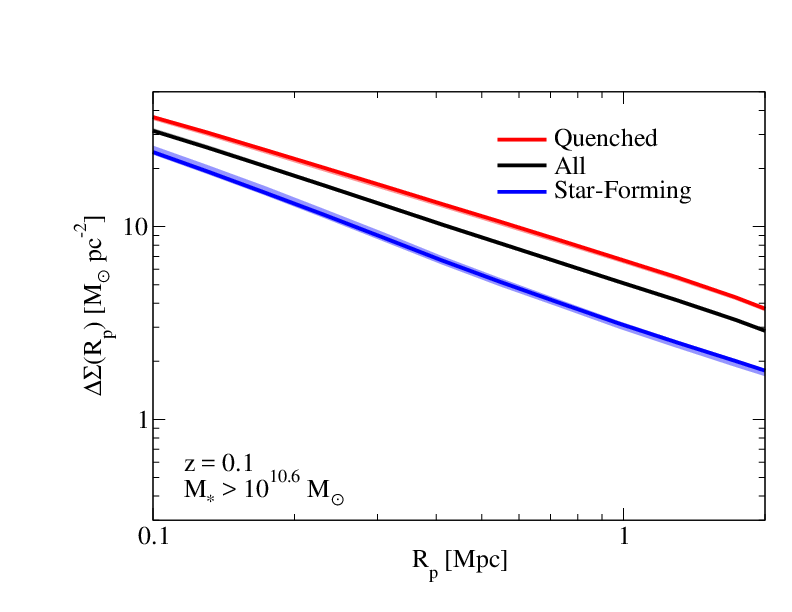 Quenched
All
Star-Forming
10
1
ΔΣ(R_p) [M_⊙ pc^-2]
z = 0.1
M_* > 10^10.6 M_⊙
0.1 1
R_p [Mpc]